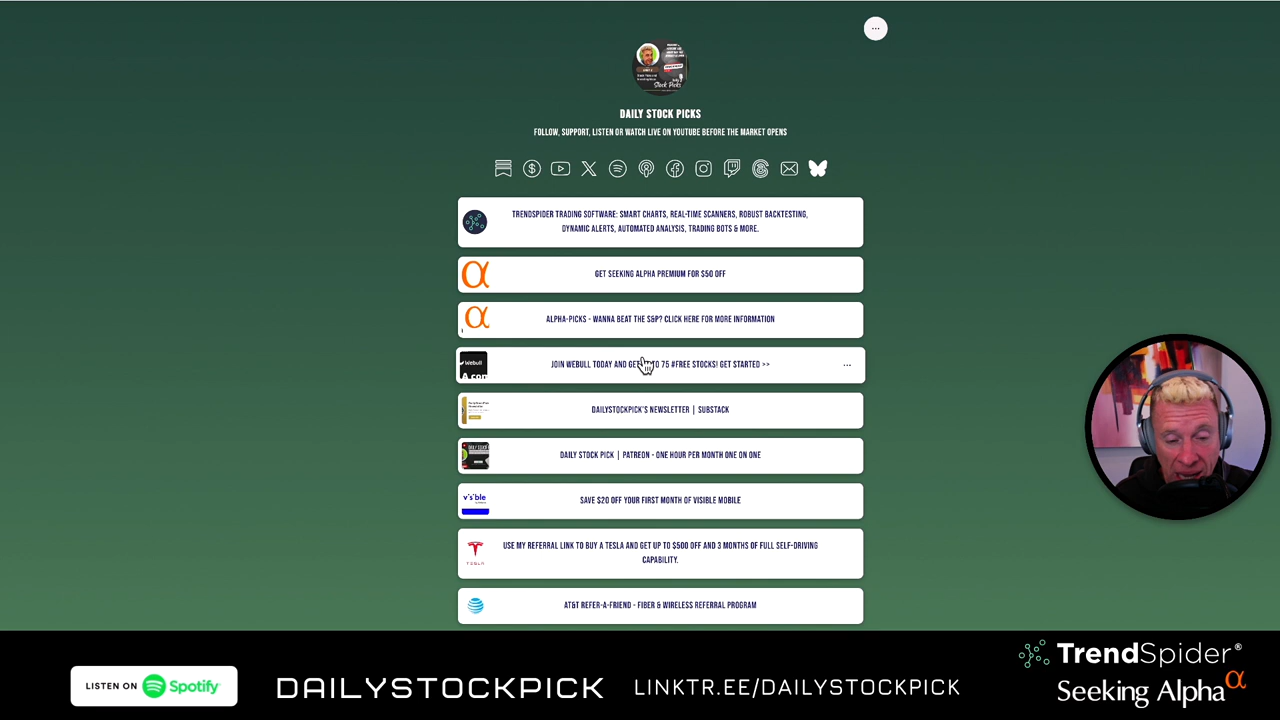 DAILY STOCK PICKS
FOLLOW, SUPPORT, LISTEN OR WATCH LIVE ON YOUTUBE BEFORE THE MARKET OPENS
TRENDSPIDER TRADING SOFTWARE: SMART CHARTS, REAL-TIME SCANNERS, ROBUST BACKTESTING,
DYNAMIC ALERTS, AUTOMATED ANALYSIS, TRADING BOTS & MORE.
α
GET SEEKING ALPHA PREMIUM FOR $50 OFF
α
ALPHA-PICKS - WANNA BEAT THE S&P? CLICK HERE FOR MORE INFORMATION
Webull
JOIN WEBULL TODAY AND GET TO 75 #FREE STOCKS! GET STARTED >>
DAILYSTOCKPICK'S NEWSLETTER | SUBSTACK
DAILY STOCK PICK | PATREON - ONE HOUR PER MONTH ONE ON ONE
visible
SAVE $20 OFF YOUR FIRST MONTH OF VISIBLE MOBILE
TESLA
USE MY REFERRAL LINK TO BUY A TESLA AND GET UP TO $500 OFF AND 3 MONTHS OF FULL SELF-DRIVING
CAPABILITY.
AT&T REFER-A-FRIEND - FIBER & WIRELESS REFERRAL PROGRAM
LISTEN ON Spotify
DAILYSTOCKPICK
LINKTR.EE/DAILYSTOCKPICK
TrendSpider®
Seeking Alpha α